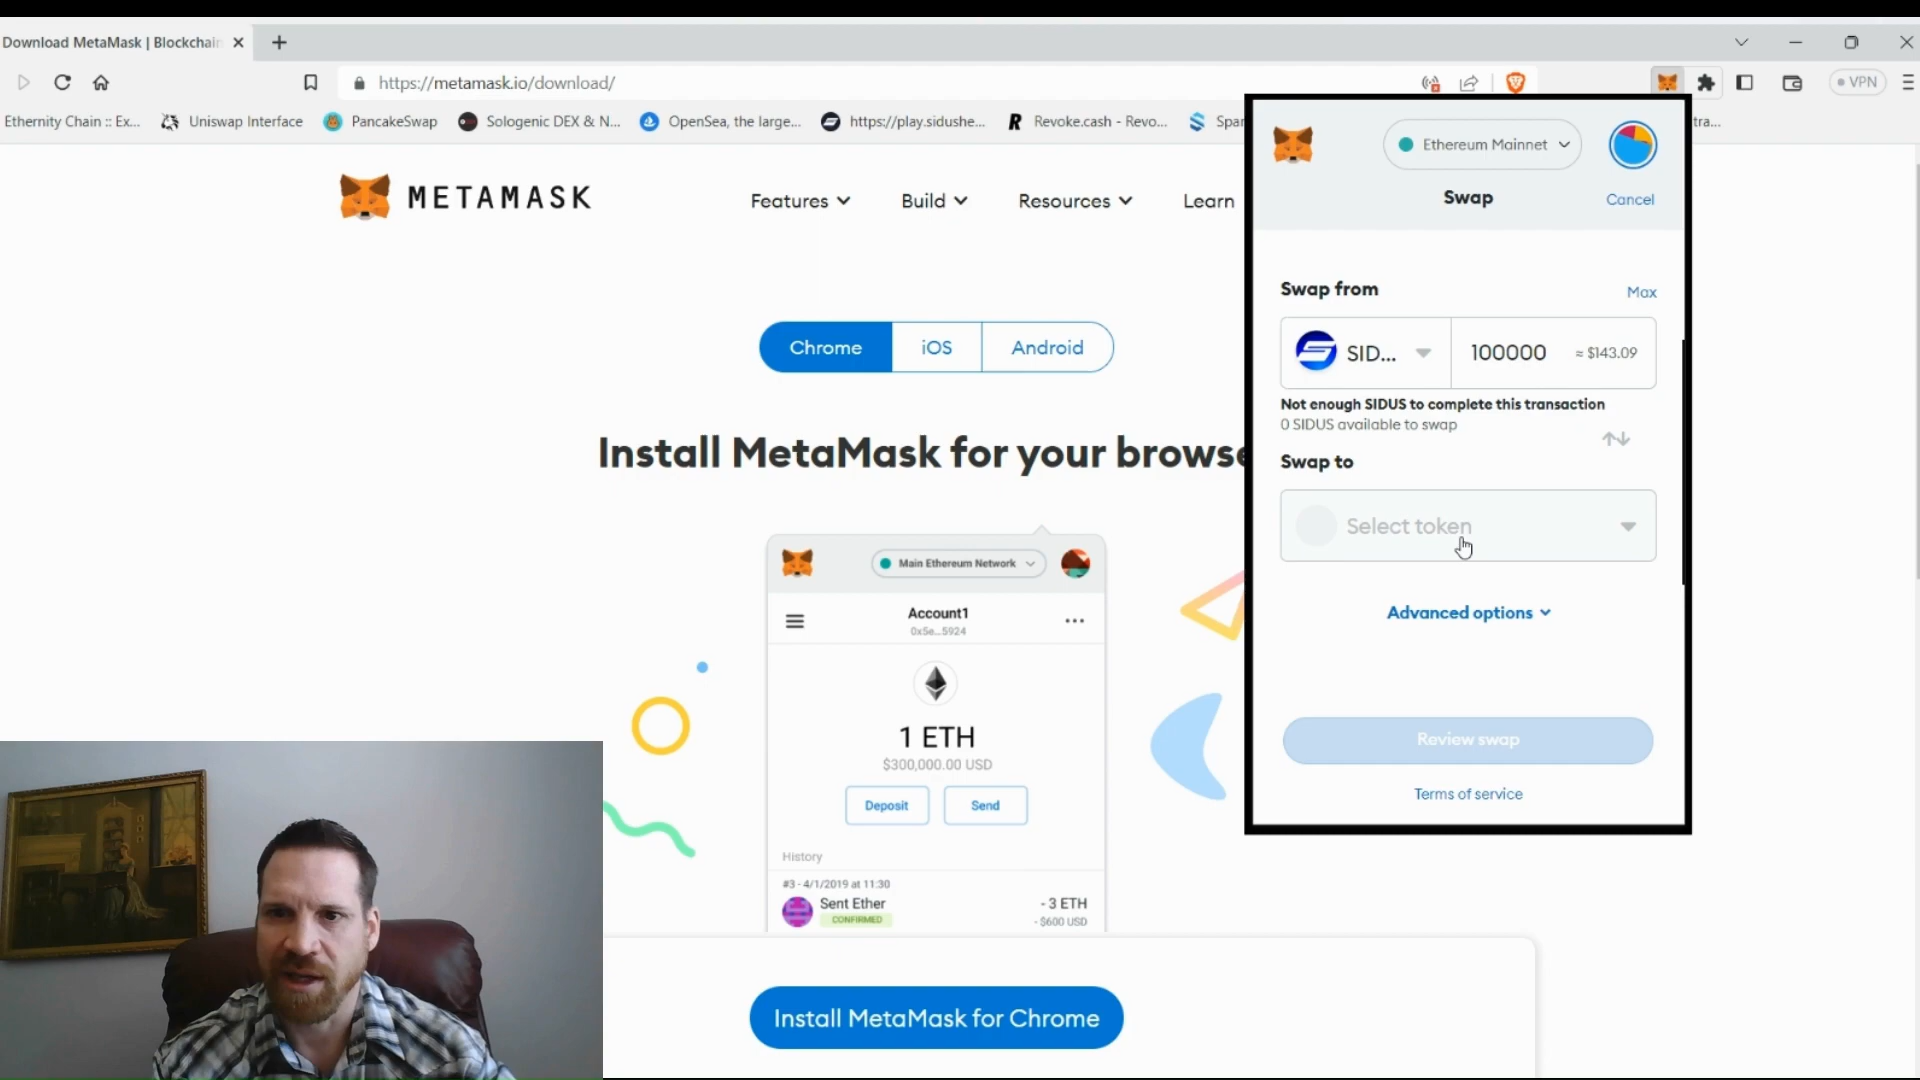 Download MetaMask | Blockchain
https://metamask.io/download/
VPN
Ethernity Chain :: Ex...
Uniswap Interface
PancakeSwap
Sologenic DEX & N...
OpenSea, the large...
https://play.sidushe...
Revoke.cash - Revo...
Spar
tra...
METAMASK
Features
Build
Resources
Learn
Chrome
iOS
Android
Install MetaMask for your browse
Main Ethereum Network
Account1
0x5e...5924
1 ETH
$300,000.00 USD
Deposit
Send
History
#3 - 4/1/2019 at 11:30
Sent Ether
- 3 ETH
CONFIRMED
- $600 USD
Install MetaMask for Chrome
Ethereum Mainnet
Swap
Cancel
Swap from
Max
SID...
100000
≈ $143.09
Not enough SIDUS to complete this transaction
0 SIDUS available to swap
Swap to
Select token
Advanced options
Review swap
Terms of service